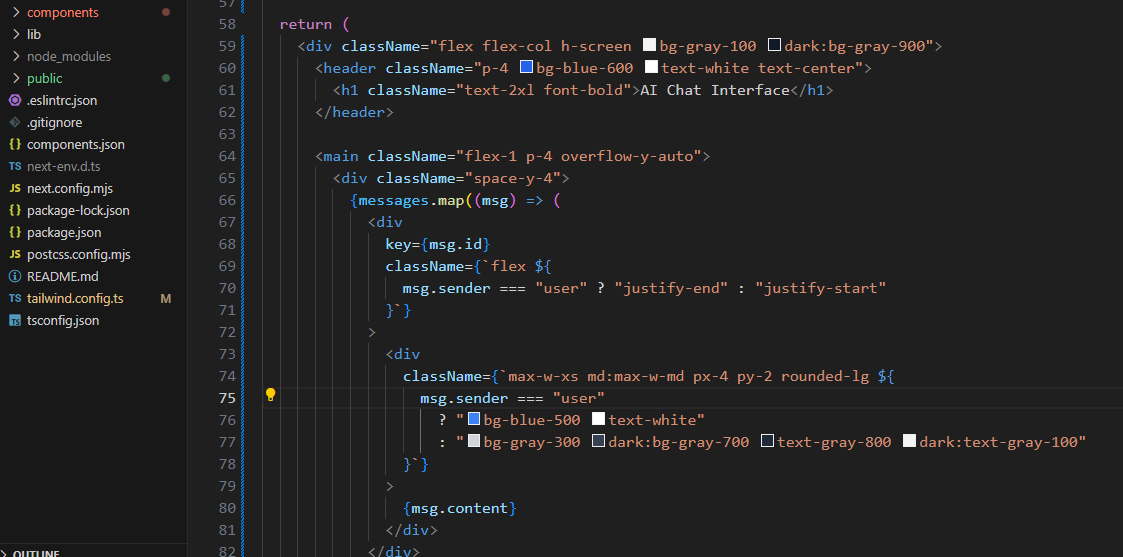 components
lib
node_modules
public
.eslintrc.json
.gitignore
{} components.json
TS next-env.d.ts
JS next.config.mjs
{} package-lock.json
{} package.json
JS postcss.config.mjs
README.md
TS tailwind.config.ts M
TS tsconfig.json
OUTLINE
57
58 return (
59 <div className="flex flex-col h-screen bg-gray-100 dark:bg-gray-900">
60 <header className="p-4 bg-blue-600 text-white text-center">
61 <h1 className="text-2xl font-bold">AI Chat Interface</h1>
62 </header>
63
64 <main className="flex-1 p-4 overflow-y-auto">
65 <div className="space-y-4">
66 {messages.map((msg) => (
67 <div
68 key={msg.id}
69 className={`flex ${
70 msg.sender === "user" ? "justify-end" : "justify-start"
71 }`}
72 >
73 <div
74 className={`max-w-xs md:max-w-md px-4 py-2 rounded-lg ${
75 msg.sender === "user"
76 ? "bg-blue-500 text-white"
77 : "bg-gray-300 dark:bg-gray-700 text-gray-800 dark:text-gray-100"
78 }`}
79 >
80 {msg.content}
81 </div>
82 </div>